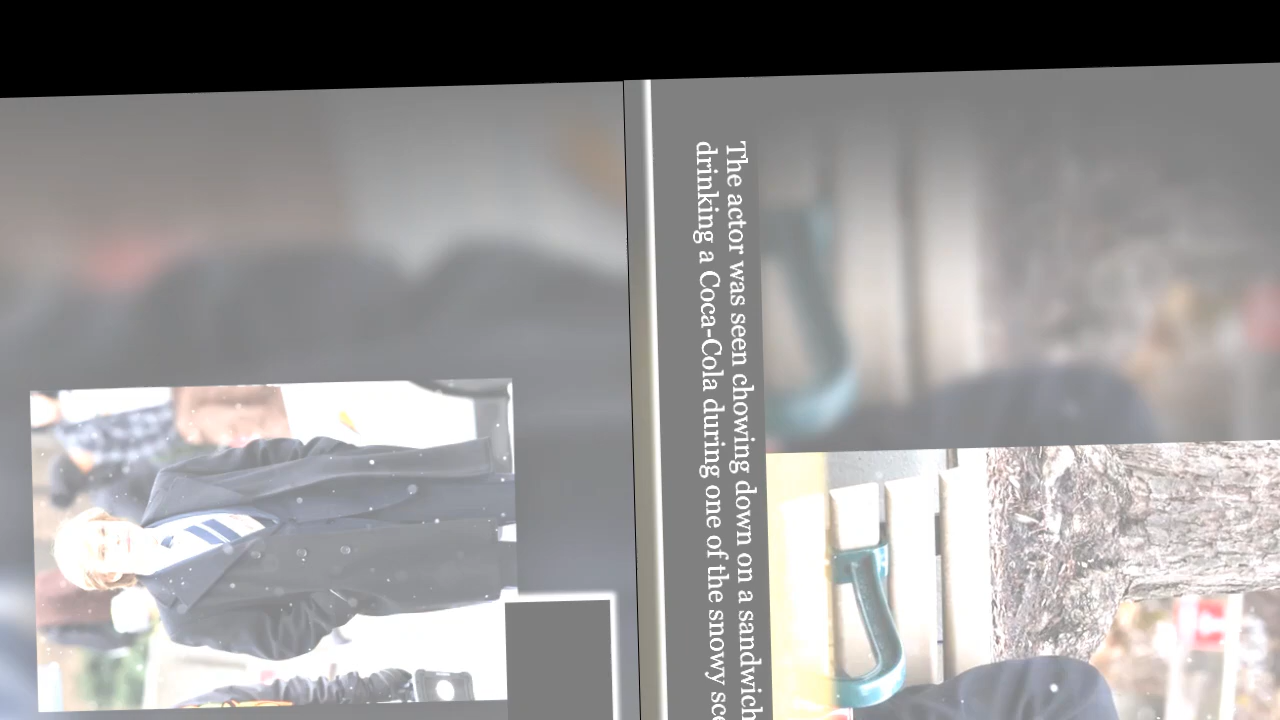 The actor was seen chowing down on a sandwich
drinking a Coca-Cola during one of the snowy